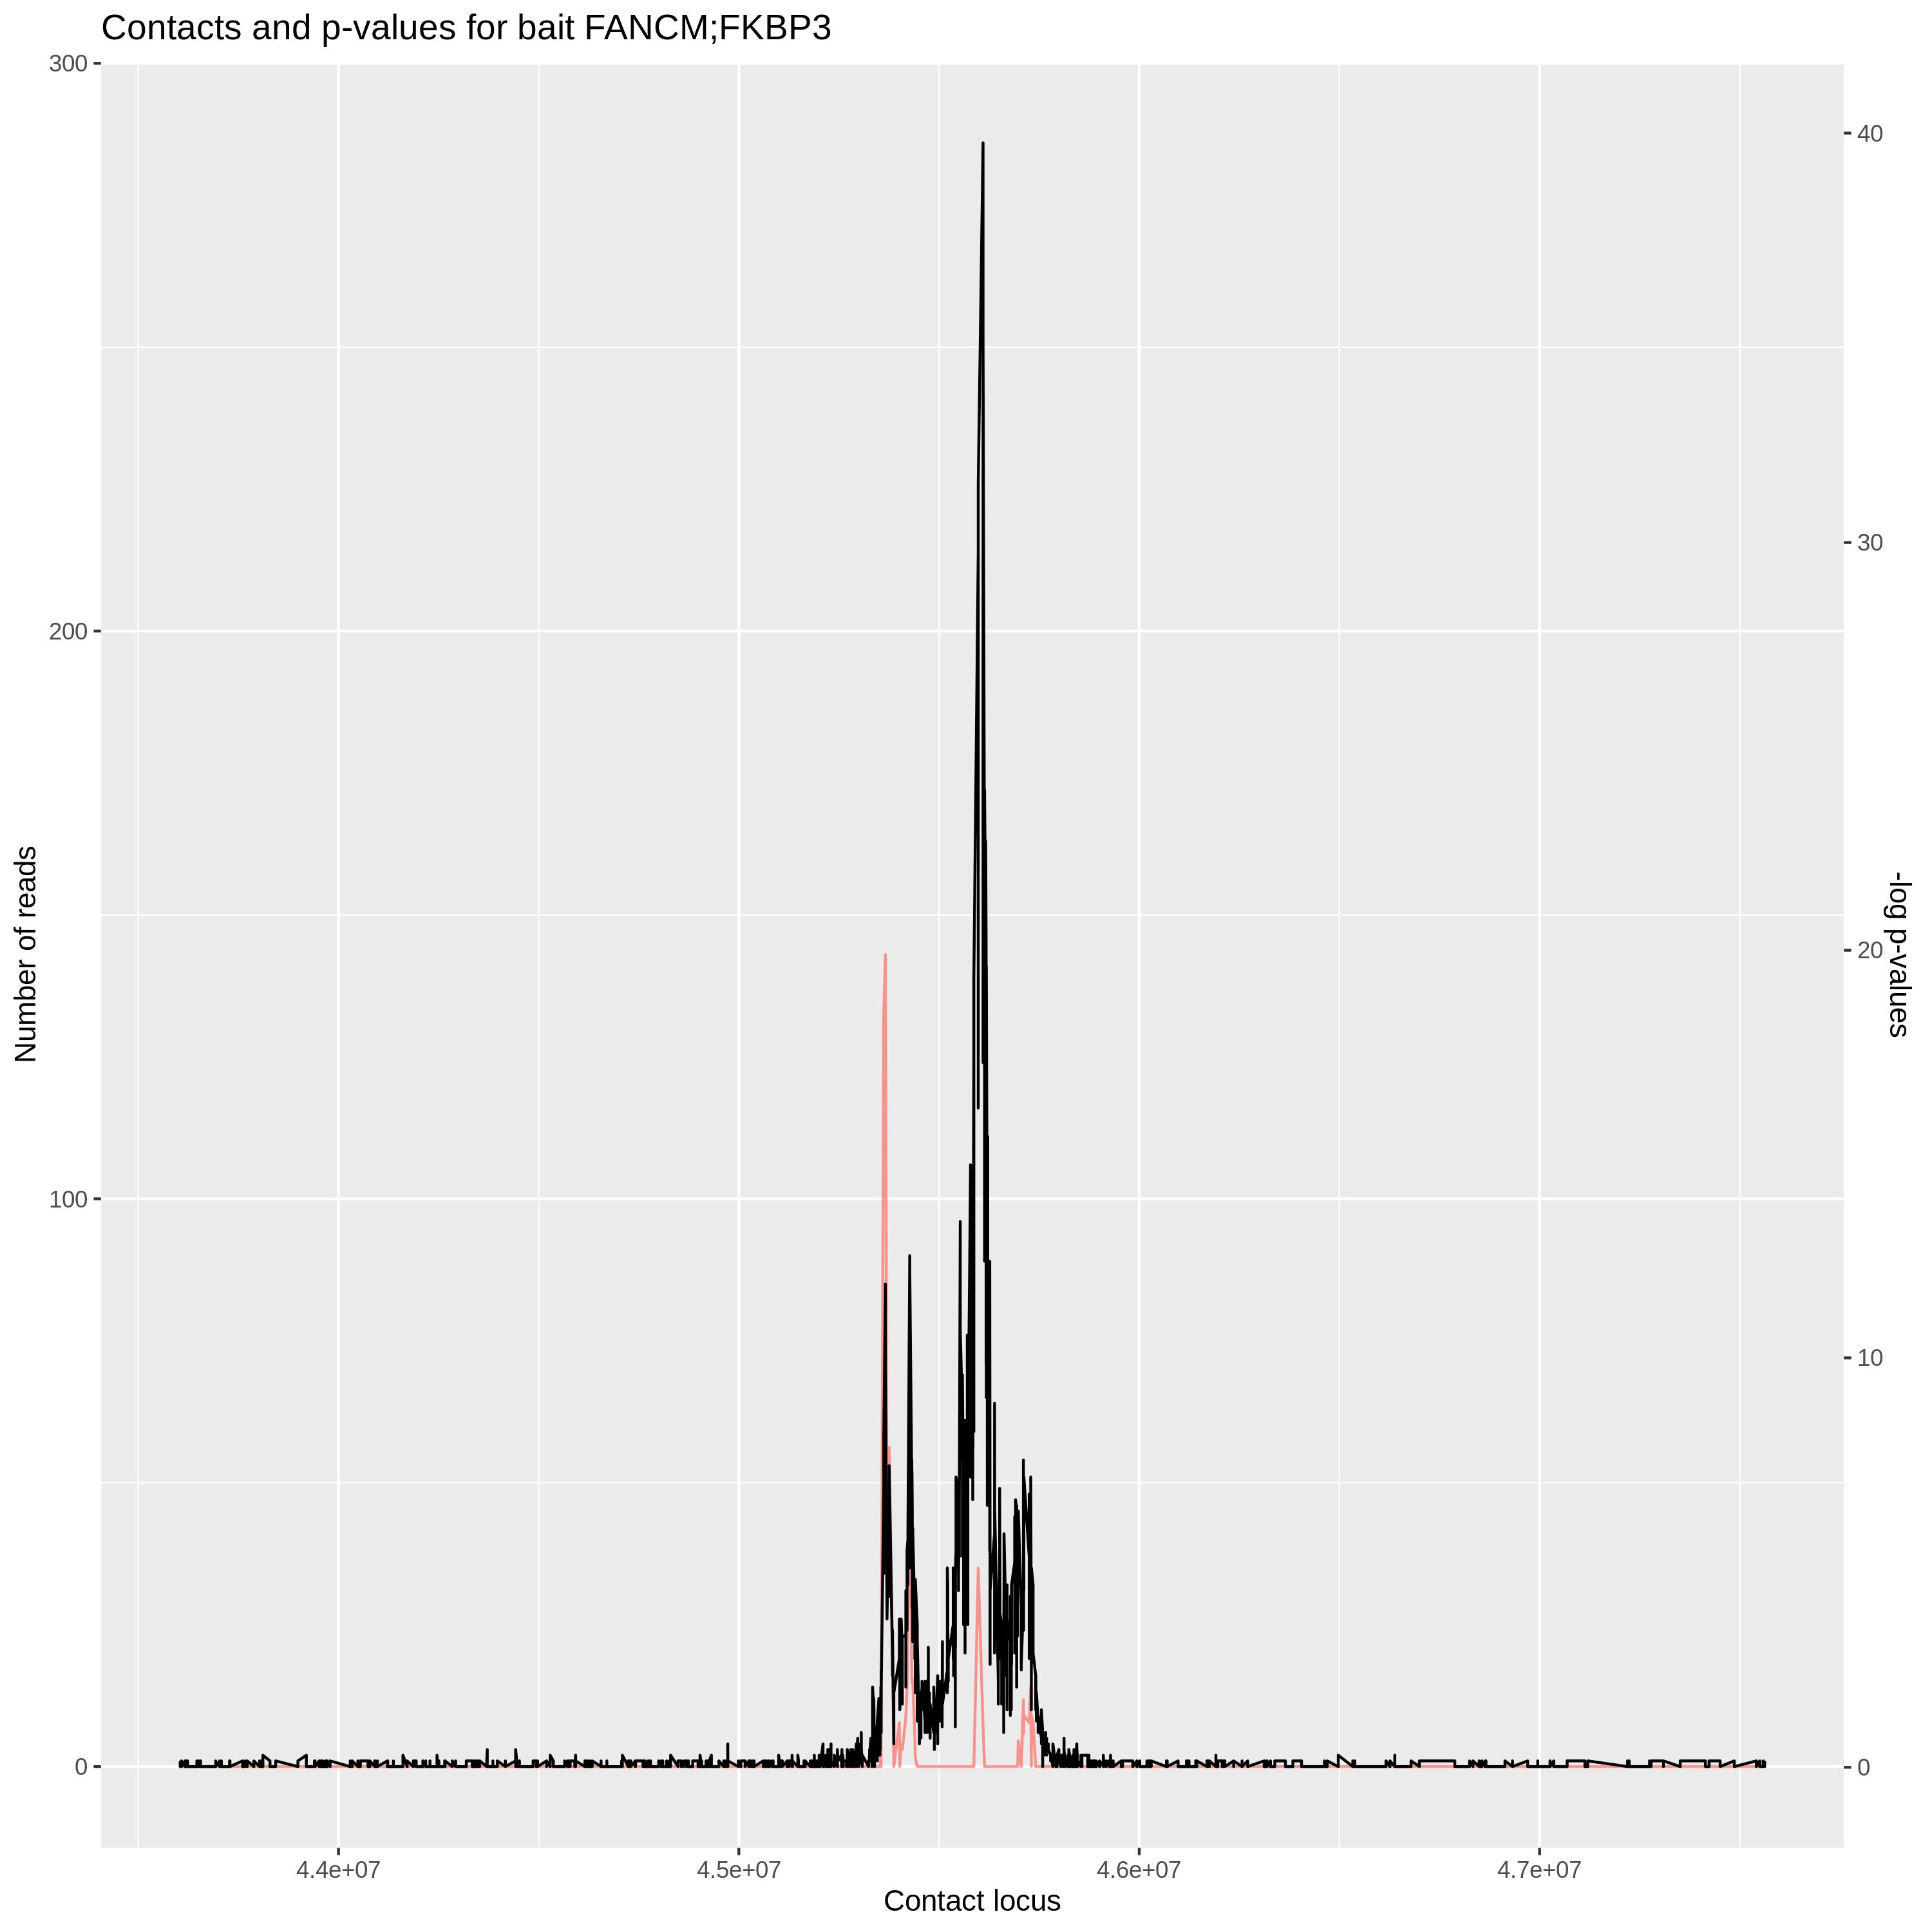 Contacts and p-values for bait FANCM;FKBP3
300
200
100
0
Number of reads
40
30
20
10
0
-log p-values
4.4e+07
4.5e+07
4.6e+07
4.7e+07
Contact locus